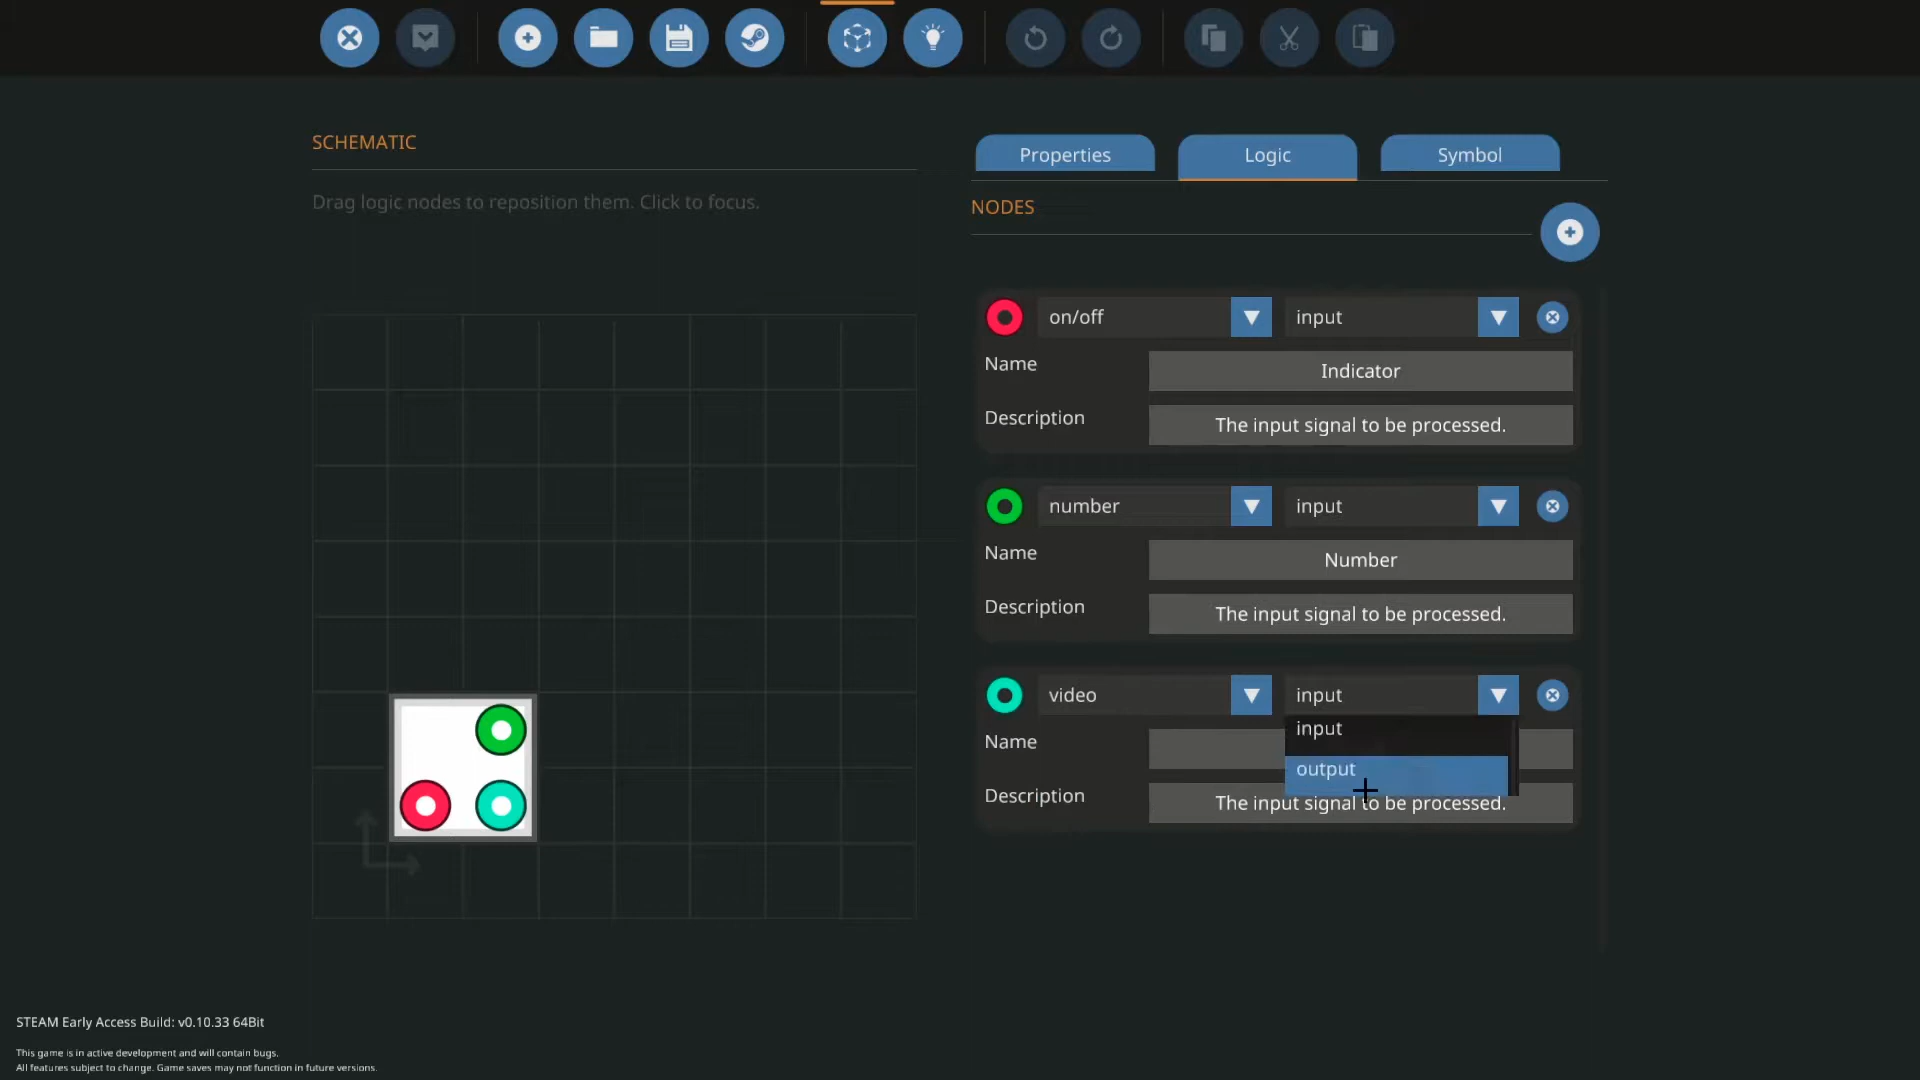 SCHEMATIC
Drag logic nodes to reposition them. Click to focus.
Properties
Logic
Symbol
NODES
on/off
input
Name
Indicator
Description
The input signal to be processed.
number
input
Name
Number
Description
The input signal to be processed.
video
input
input
output
Name
Description
The input signal to be processed.
STEAM Early Access Build: v0.10.33 64Bit
This game is in active development and will contain bugs.
All features subject to change. Game saves may not function in future versions.